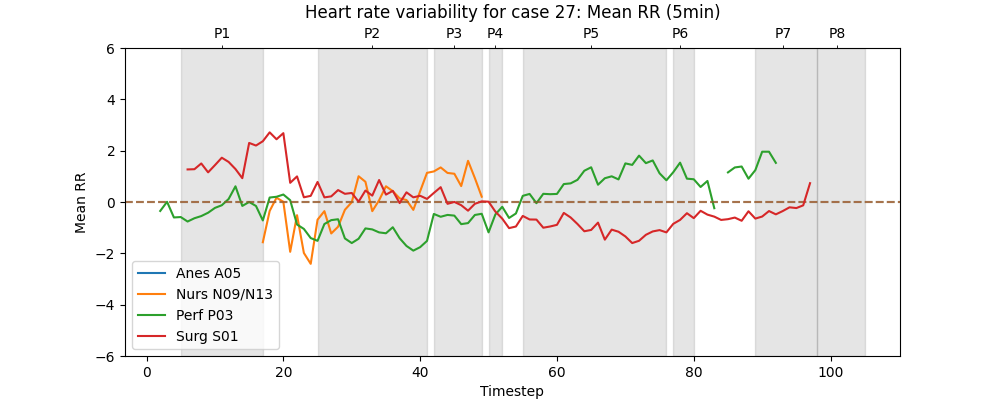 Heart rate variability for case 27: Mean RR (5min)
P1 P2 P3 P4 P5 P6 P7 P8
6
4
2
0
−2
−4
−6
Mean RR
Anes A05
Nurs N09/N13
Perf P03
Surg S01
0 20 40 60 80 100
Timestep